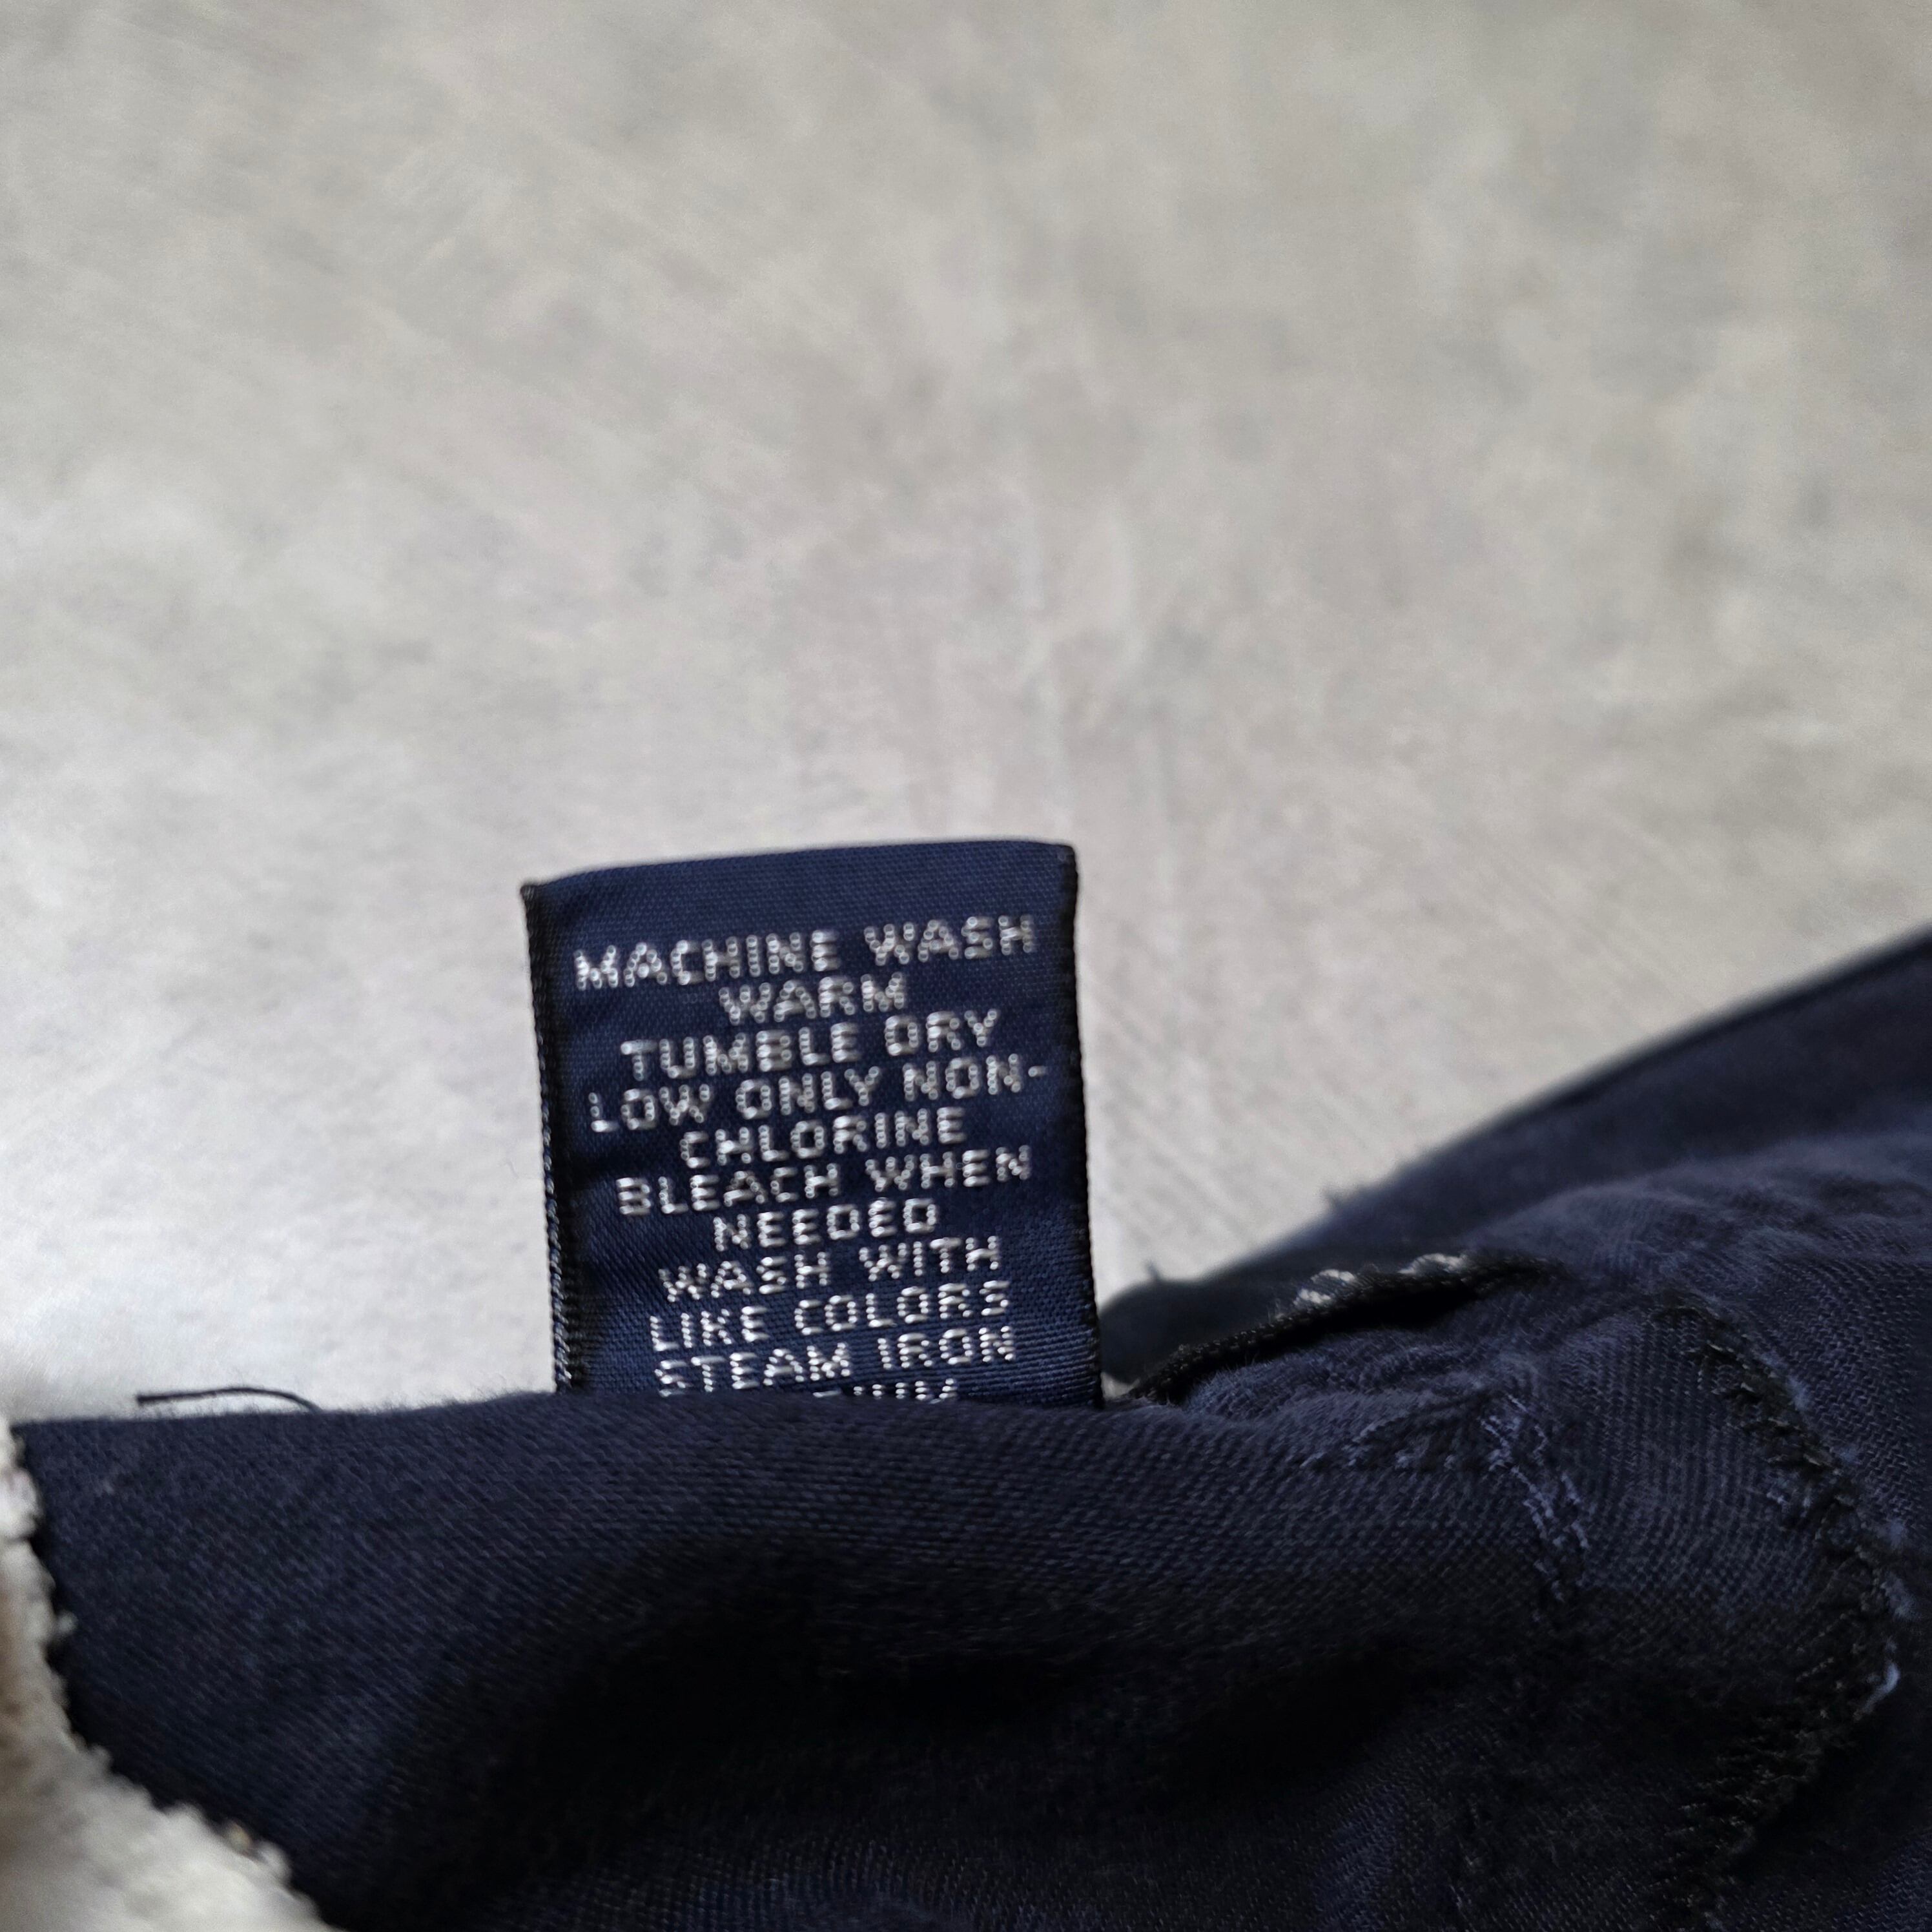 MACHINE WASH
WARM
TUMBLE DRY
LOW ONLY NON-
CHLORINE
BLEACH WHEN
NEEDED
WASH WITH
LIKE COLORS
STEAM IRON